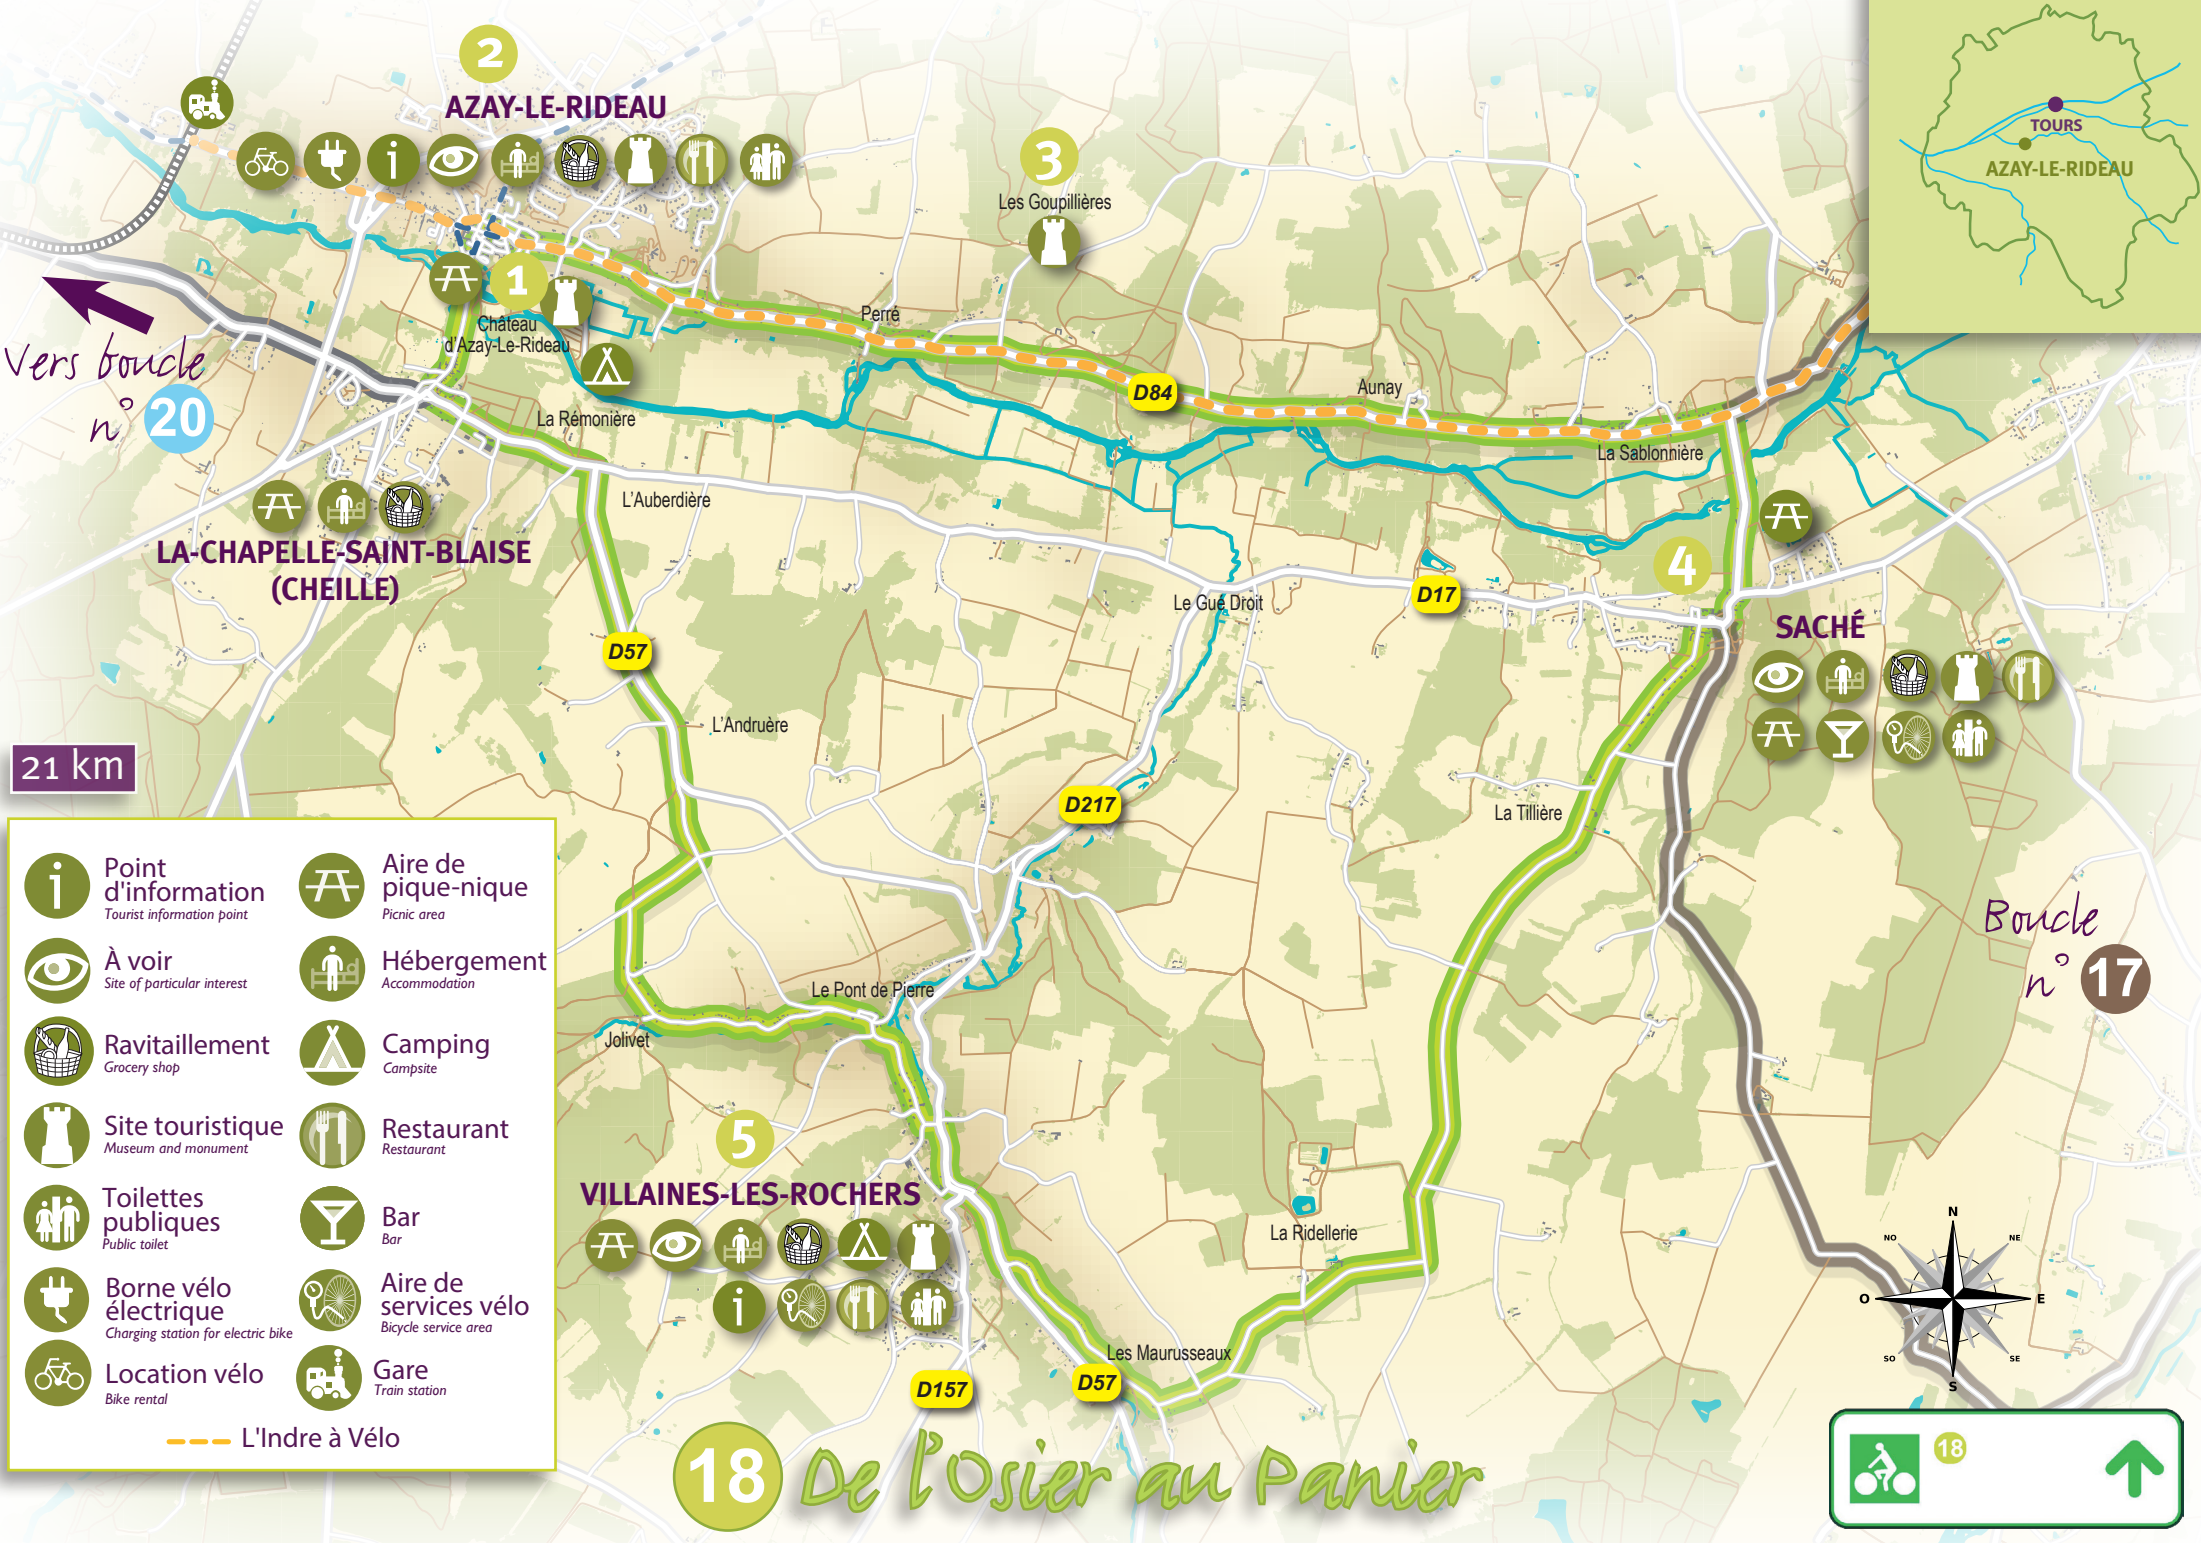 2
AZAY-LE-RIDEAU
i
3
Les Goupillières
TOURS
AZAY-LE-RIDEAU
1
Château
d'Azay-Le-Rideau
Perré
Vers boucle
n° 20
D84
Aunay
La Rémonière
La Sablonnière
L'Auberdière
LA-CHAPELLE-SAINT-BLAISE
(CHEILLE)
4
Le Gué Droit
D17
SACHÉ
D57
L'Andruère
21 km
D217
La Tillière
Boucle
n° 17
Le Pont de Pierre
Jolivet
5
VILLAINES-LES-ROCHERS
i
La Ridellerie
Les Maurusseaux
D157
D57
i
Point
d'information
Tourist information point
Aire de
pique-nique
Picnic area
À voir
Site of particular interest
Hébergement
Accommodation
Ravitaillement
Grocery shop
Camping
Campsite
Site touristique
Museum and monument
Restaurant
Restaurant
Toilettes
publiques
Public toilet
Bar
Bar
Borne vélo
électrique
Charging station for electric bike
Aire de
services vélo
Bicycle service area
Location vélo
Bike rental
Gare
Train station
L'Indre à Vélo
N
NO
NE
O
E
SO
SE
S
18 De l'Osier au Panier
18